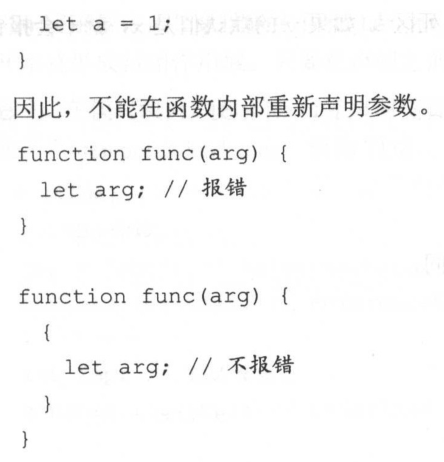 let a = 1;
}
因此，不能在函数内部重新声明参数。
function func(arg) {
let arg; // 报错
}
function func(arg) {
{
let arg; // 不报错
}
}